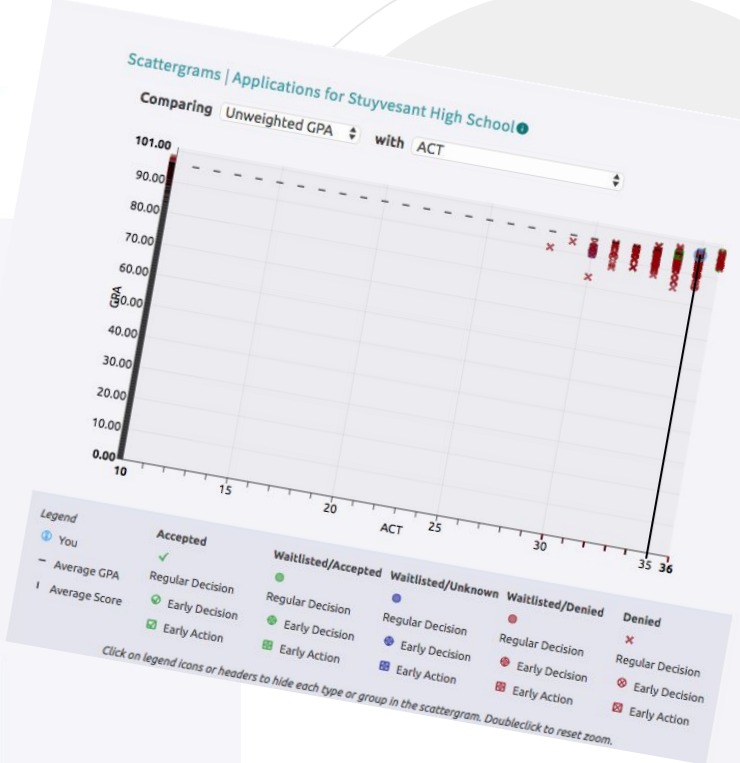 Scattergrams | Applications for Stuyvesant High School
Comparing Unweighted GPA with ACT
101.00
90.00
80.00
70.00
60.00
50.00
40.00
30.00
20.00
10.00
0.00
GPA
10 15 20 25 30 35 36
ACT
Legend
You
Average GPA
Average Score
Accepted
Regular Decision
Early Decision
Early Action
Waitlisted/Accepted
Regular Decision
Early Decision
Early Action
Waitlisted/Unknown
Regular Decision
Early Decision
Early Action
Waitlisted/Denied
Regular Decision
Early Decision
Early Action
Denied
Regular Decision
Early Decision
Early Action
Click on legend icons or headers to hide each type or group in the scattergram. Doubleclick to reset zoom.